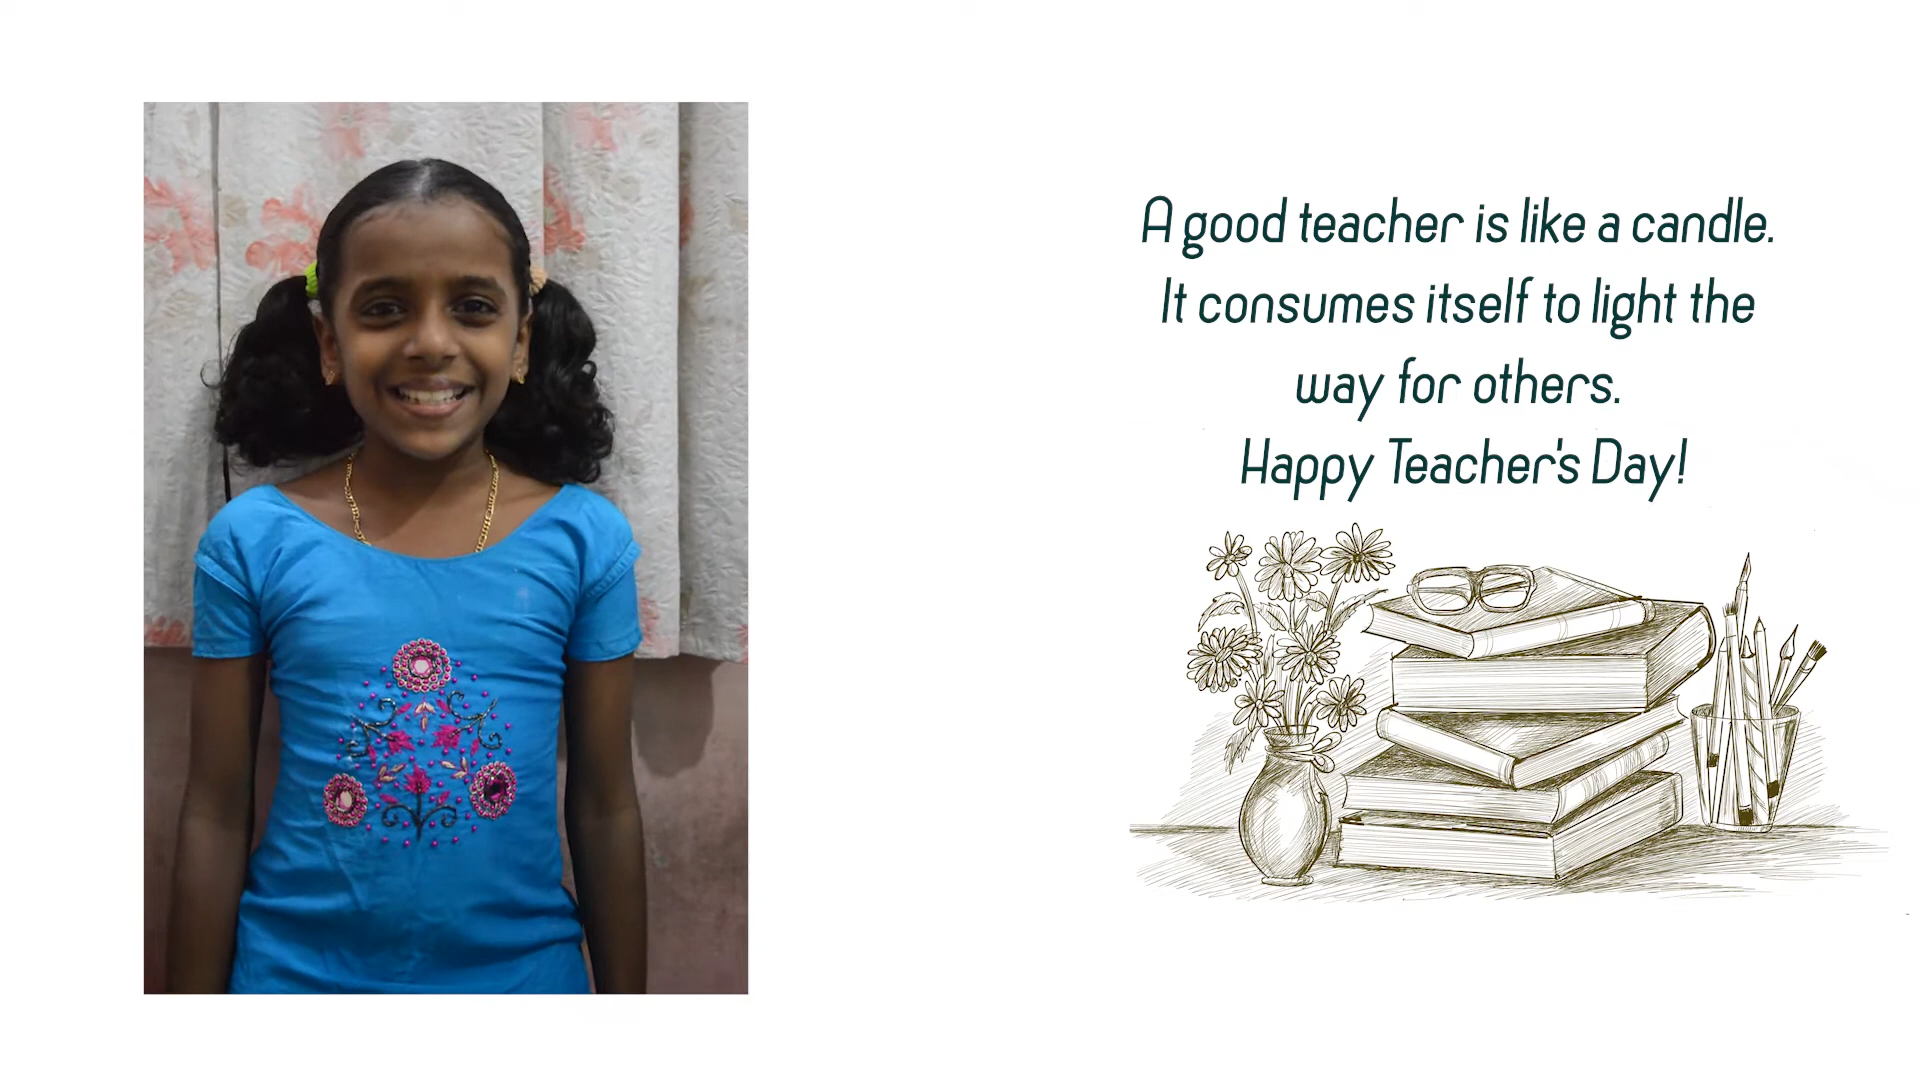 A good teacher is like a candle.
It consumes itself to light the
way for others.
Happy Teacher's Day!